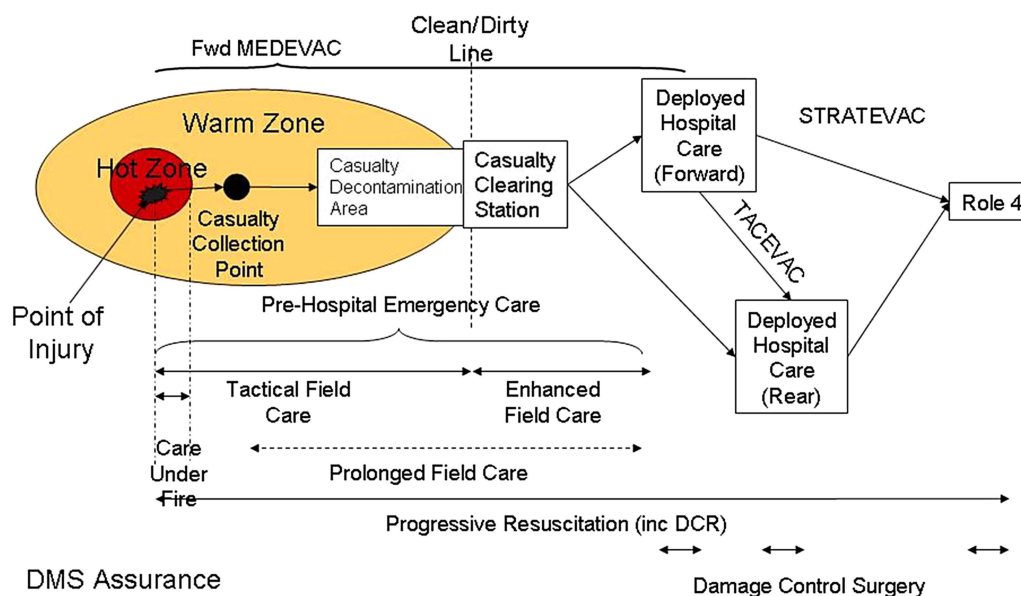 Clean/Dirty
Line
Fwd MEDEVAC
Warm Zone
Hot Zone
Casualty
Collection
Point
Casualty
Decontamination
Area
Casualty
Clearing
Station
Deployed
Hospital
Care
(Forward)
STRATEVAC
TACEVAC
Role 4
Deployed
Hospital
Care
(Rear)
Point of
Injury
Pre-Hospital Emergency Care
Tactical Field
Care
Enhanced
Field Care
Care
Under
Fire
Prolonged Field Care
Progressive Resuscitation (inc DCR)
Damage Control Surgery
DMS Assurance